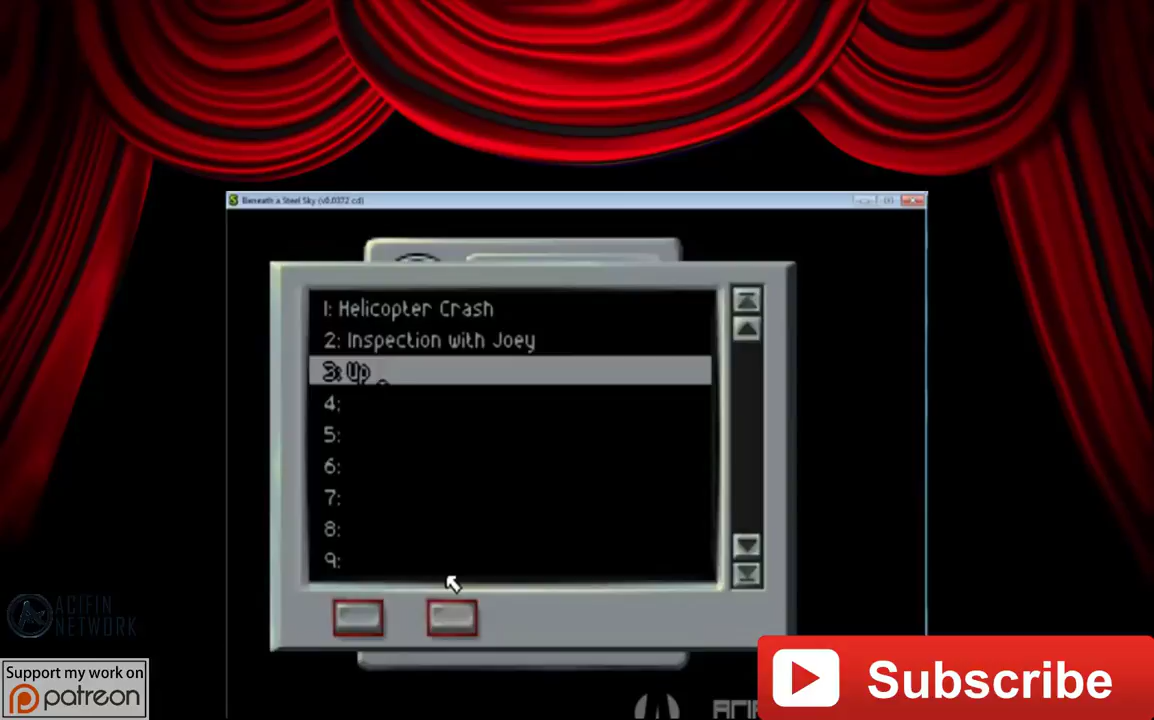 Beneath a Steel Sky (v0.0372 cd)
1: Helicopter Crash
2: Inspection with Joey
3: Up _
4:
5:
6:
7:
8:
9:
ACIFIN
NETWORK
Support my work on
patreon
Subscribe